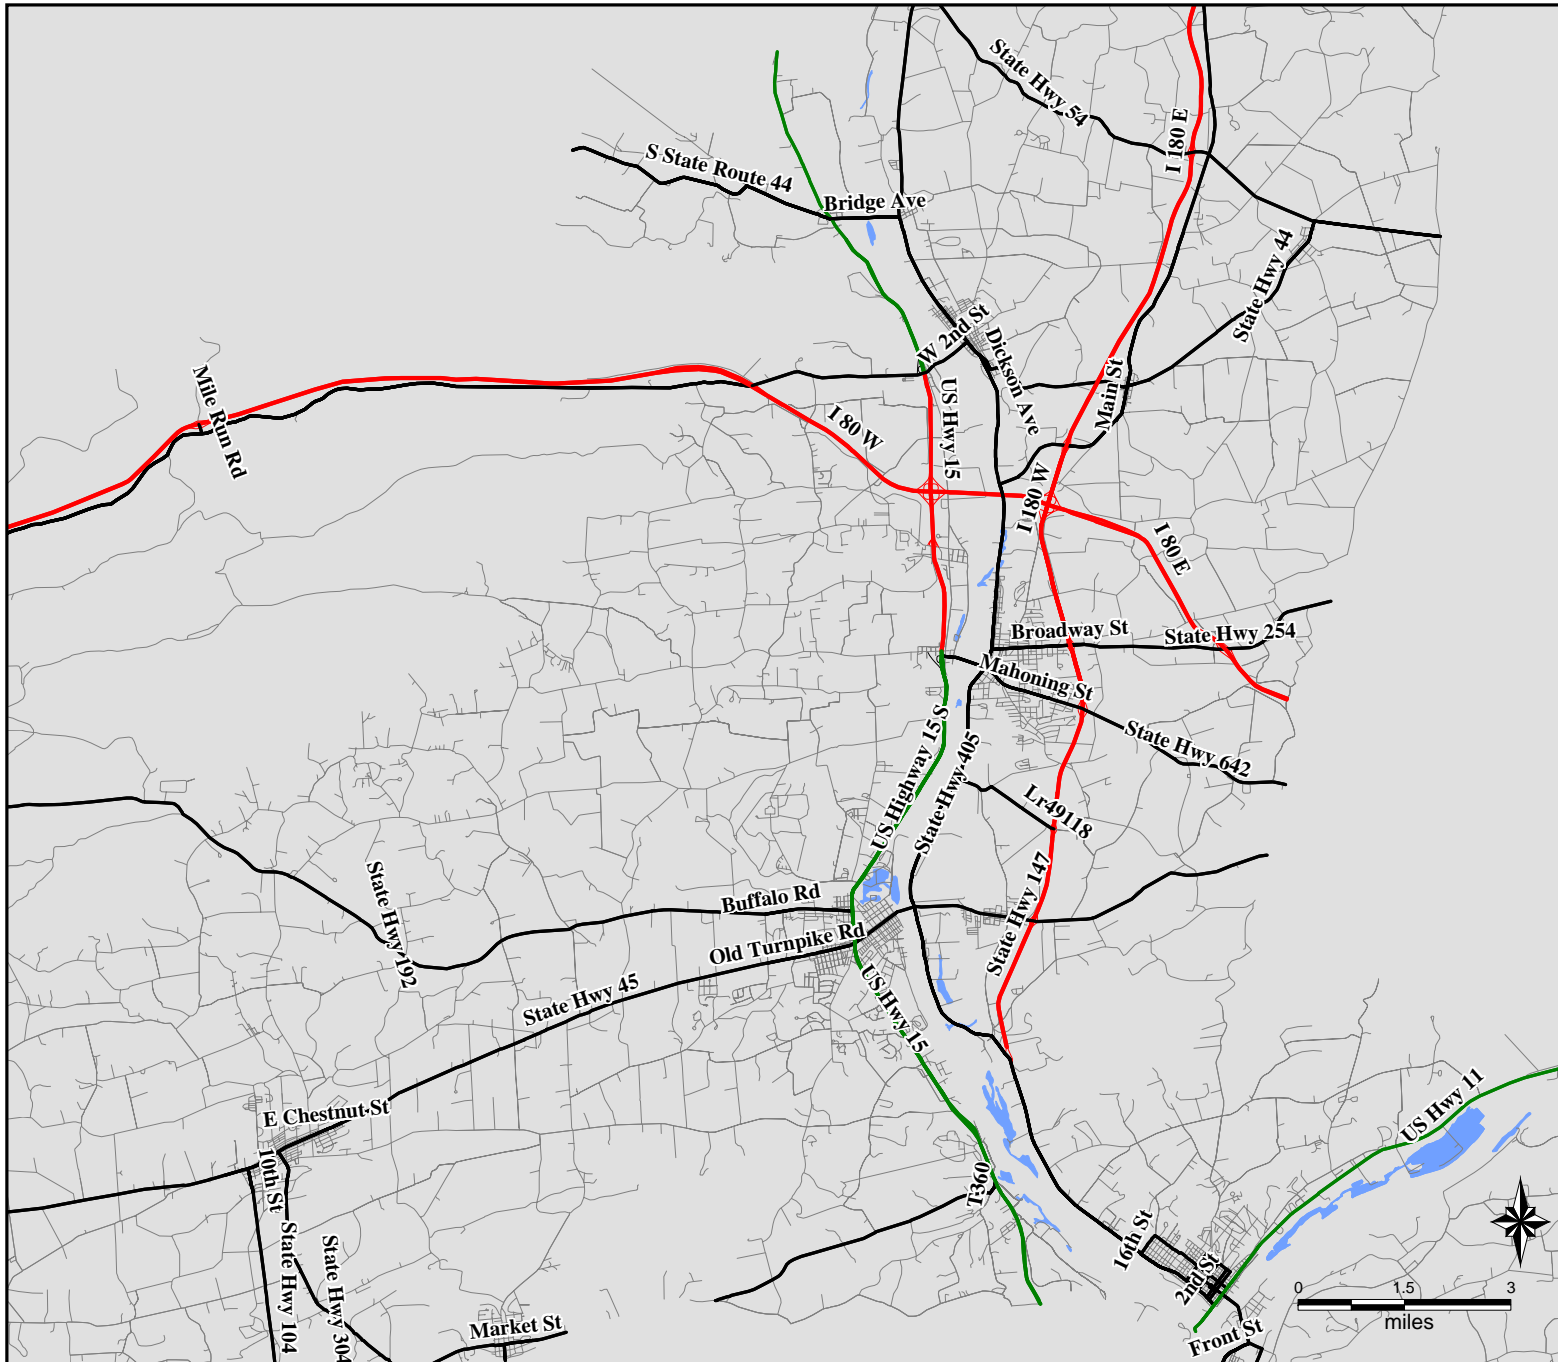 State Hwy 54
I 180 E
S State Route 44
Bridge Ave
State Hwy 44
W 2nd St
Dickson Ave
Main St
Mile Run Rd
US Hwy 15
I 80 W
I 180 W
I 80 E
Broadway St
State Hwy 254
Mahoning St
US Highway 15 S
State Hwy 405
State Hwy 642
Lr49118
State Hwy 147
State Hwy 192
Buffalo Rd
Old Turnpike Rd
State Hwy 45
US Hwy 15
E Chestnut St
10th St
US Hwy 11
T360
State Hwy 104
State Hwy 304
16th St
2nd St
Market St
Front St
0 1.5 3
miles